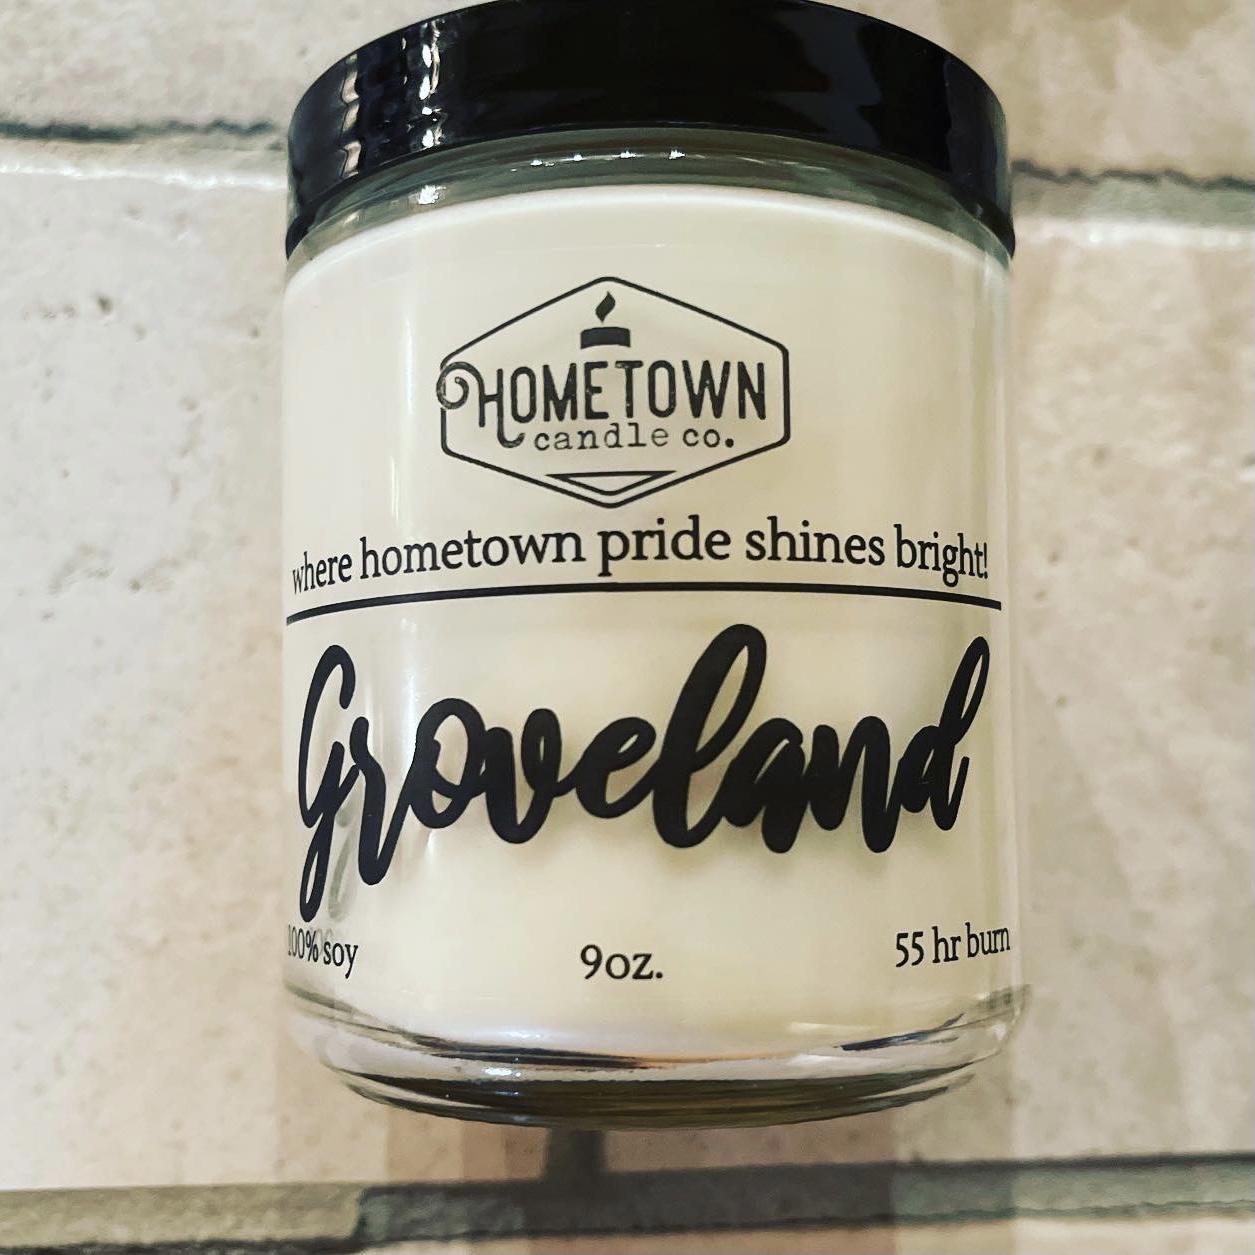 HOMETOWN
candle co.
where hometown pride shines bright!
Groveland
100% soy
9oz.
55 hr burn